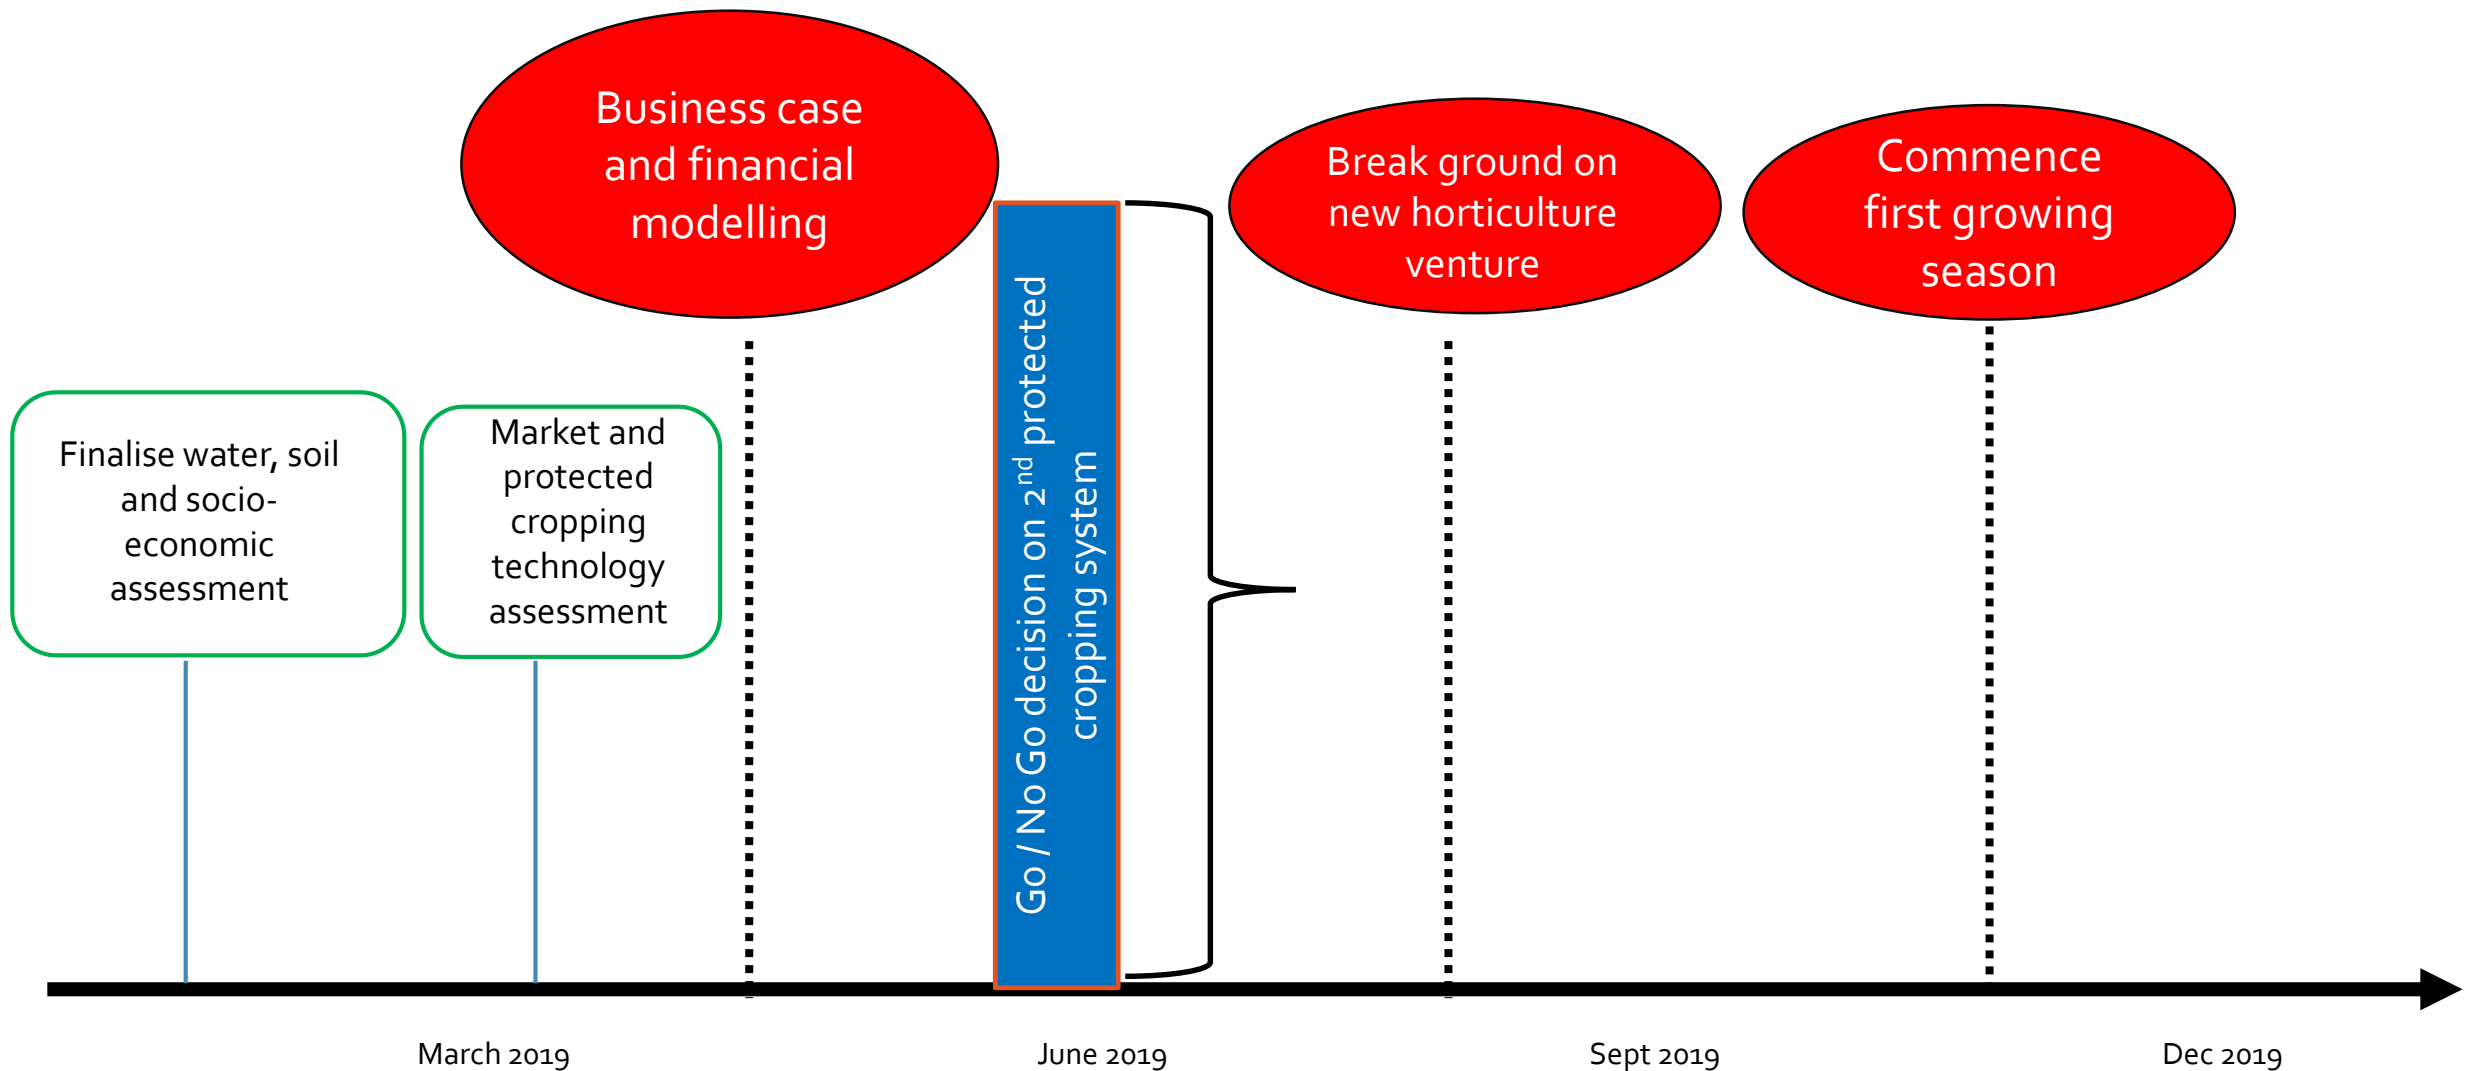 Business case
and financial
modelling
Break ground on
new horticulture
venture
Commence
first growing
season
Finalise water, soil
and socio-
economic
assessment
Market and
protected
cropping
technology
assessment
Go / No Go decision on 2nd protected
cropping system
March 2019
June 2019
Sept 2019
Dec 2019